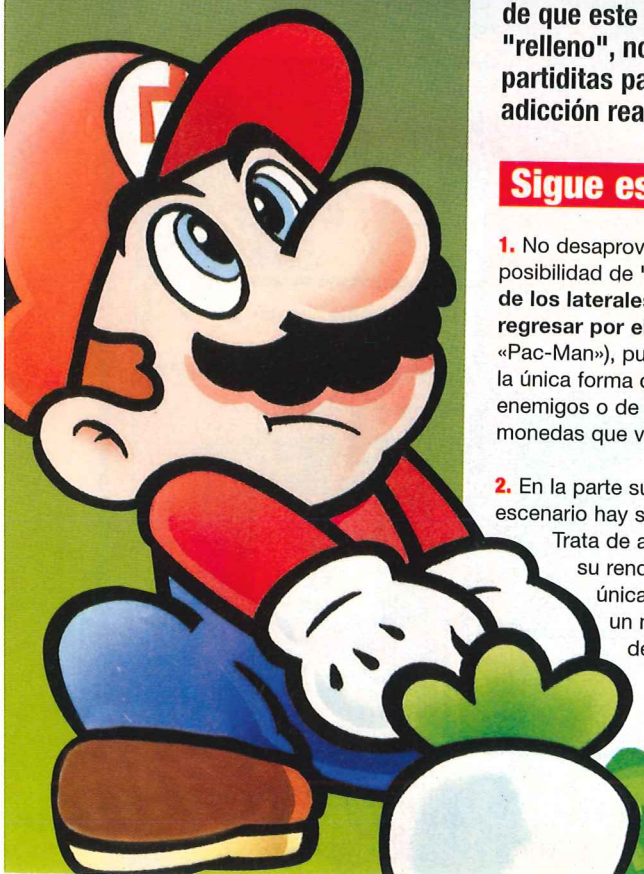 de que este
"relleno", no
partiditas pa
adicción rea
Sigue es
1. No desaprov
posibilidad de "
de los laterales
regresar por e
«Pac-Man»), pu
la única forma d
enemigos o de
monedas que v
2. En la parte su
escenario hay s
Trata de a
su rend
única
un r
de